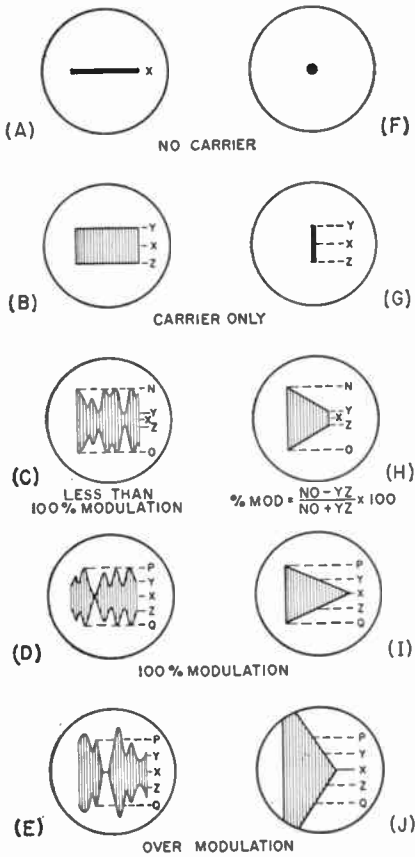 X
(A) (F)
NO CARRIER
Y
X
Z
Y
X
Z
(B) (G)
CARRIER ONLY
N
Y
X
Z
O
N
Y
X
Z
O
(C) (H)
LESS THAN
100% MODULATION
% MOD = NO - YZ / NO + YZ x 100
P
Y
X
Z
Q
P
Y
X
Z
Q
(D) (I)
100% MODULATION
P
Y
X
Z
Q
P
Y
X
Z
Q
(E) (J)
OVER MODULATION